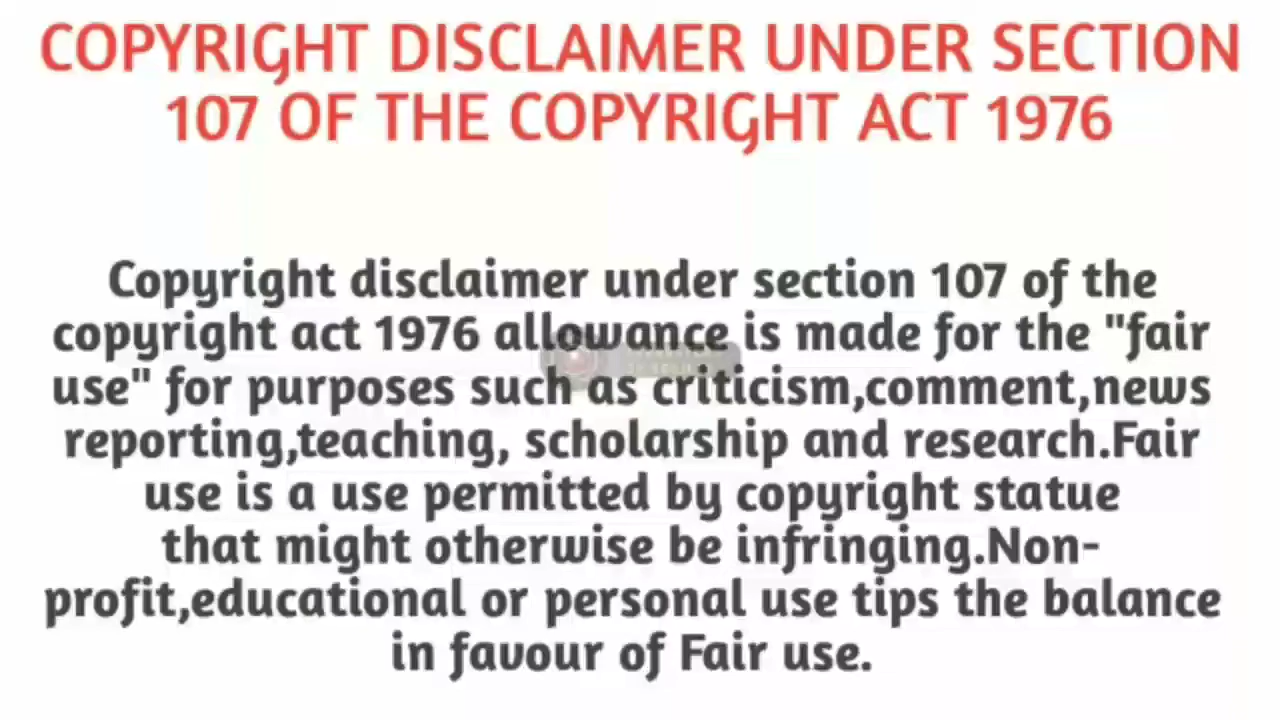 COPYRIGHT DISCLAIMER UNDER SECTION
107 OF THE COPYRIGHT ACT 1976
Copyright disclaimer under section 107 of the
copyright act 1976 allowance is made for the "fair
use" for purposes such as criticism,comment,news
reporting,teaching, scholarship and research.Fair
use is a use permitted by copyright statue
that might otherwise be infringing.Non-
profit,educational or personal use tips the balance
in favour of Fair use.